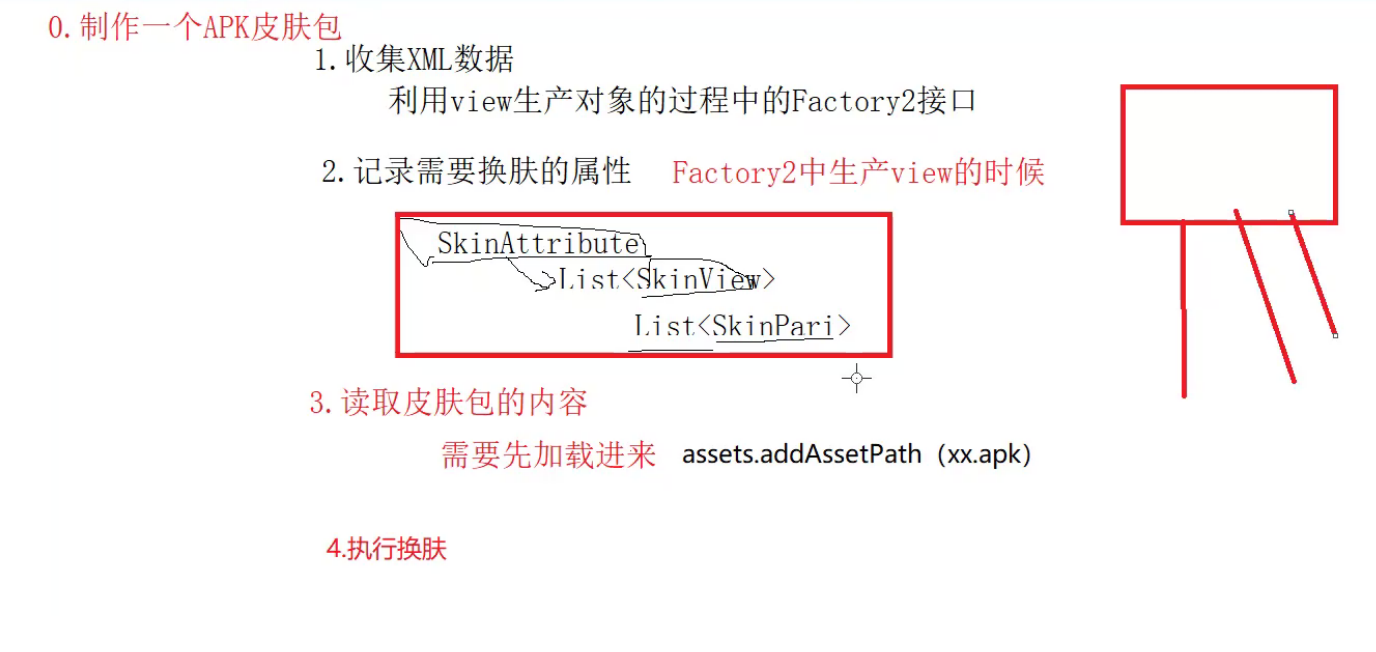 0.制作一个APK皮肤包
1.收集XML数据
利用view生产对象的过程中的Factory2接口
2.记录需要换肤的属性 Factory2中生产view的时候
SkinAttribute
List<SkinView>
List<SkinPari>
3.读取皮肤包的内容
需要先加载进来 assets.addAssetPath（xx.apk）
4.执行换肤